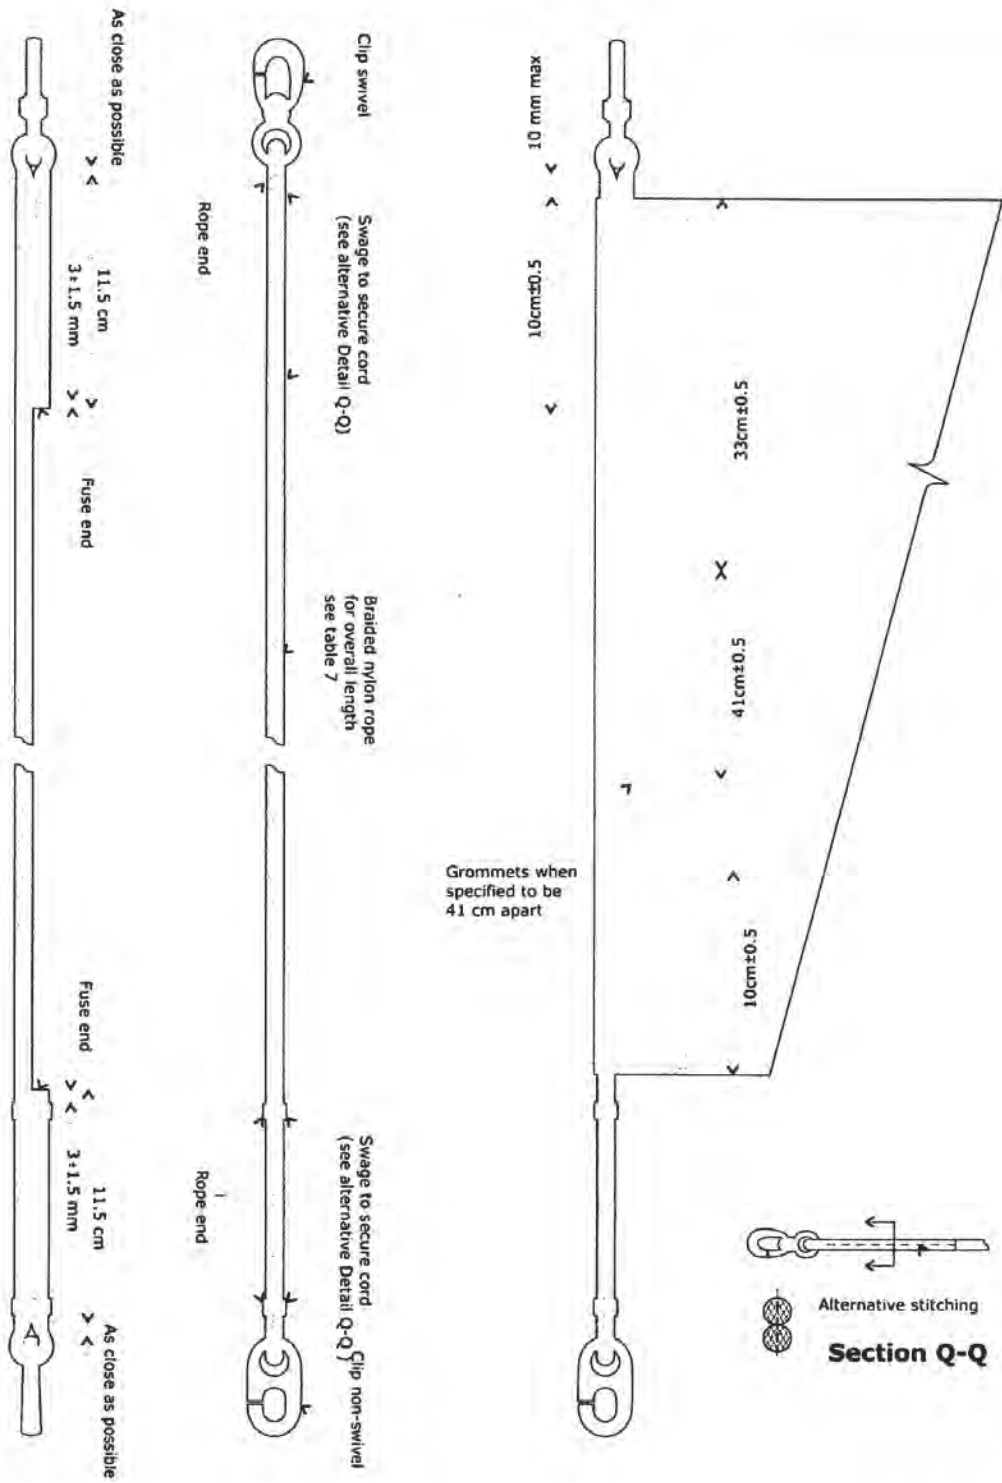 As close as possible
11.5 cm
3±1.5 mm
Fuse end
Fuse end
11.5 cm
3±1.5 mm
As close as possible
Clip swivel
Rope end
Swage to secure cord
(see alternative Detail Q-Q)
Braided nylon rope
for overall length
see table 7
Rope end
Swage to secure cord
(see alternative Detail Q-Q)
Clip non-swivel
10 mm max
10cm±0.5
33cm±0.5
41cm±0.5
10cm±0.5
Grommets when
specified to be
41 cm apart
Alternative stitching
Section Q-Q